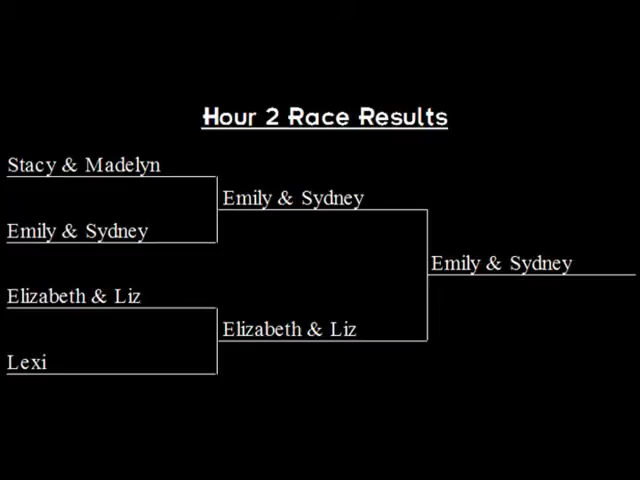 Hour 2 Race Results
Stacy & Madelyn
Emily & Sydney
Emily & Sydney
Emily & Sydney
Elizabeth & Liz
Elizabeth & Liz
Lexi